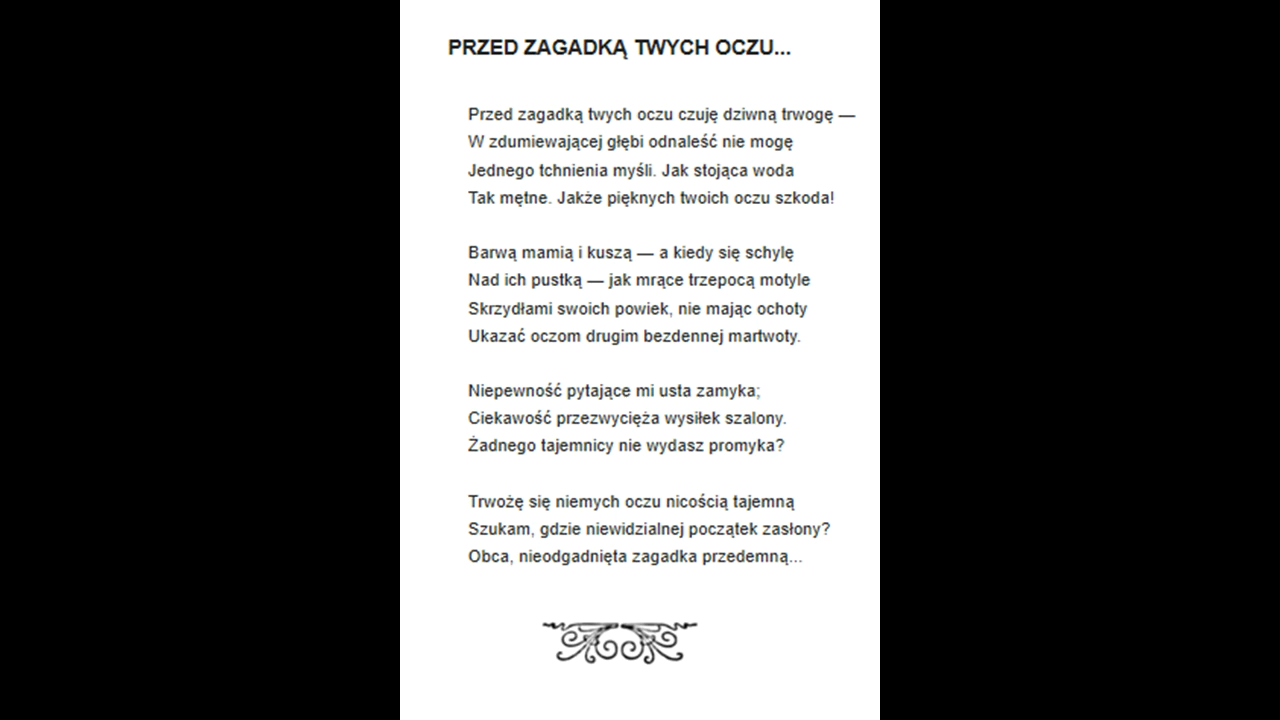 PRZED ZAGADKĄ TWYCH OCZU...
Przed zagadką twych oczu czuję dziwną trwogę —
W zdumiewającej głębi odnaleść nie mogę
Jednego tchnienia myśli. Jak stojąca woda
Tak mętne. Jakże pięknych twoich oczu szkoda!
Barwą mamią i kuszą — a kiedy się schylę
Nad ich pustką — jak mrące trzepocą motyle
Skrzydłami swoich powiek, nie mając ochoty
Ukazać oczom drugim bezdennej martwoty.
Niepewność pytające mi usta zamyka;
Ciekawość przezwycięża wysiłek szalony.
Żadnego tajemnicy nie wydasz promyka?
Trwożę się niemych oczu nicością tajemną
Szukam, gdzie niewidzialnej początek zasłony?
Obca, nieodgadnięta zagadka przedemną...